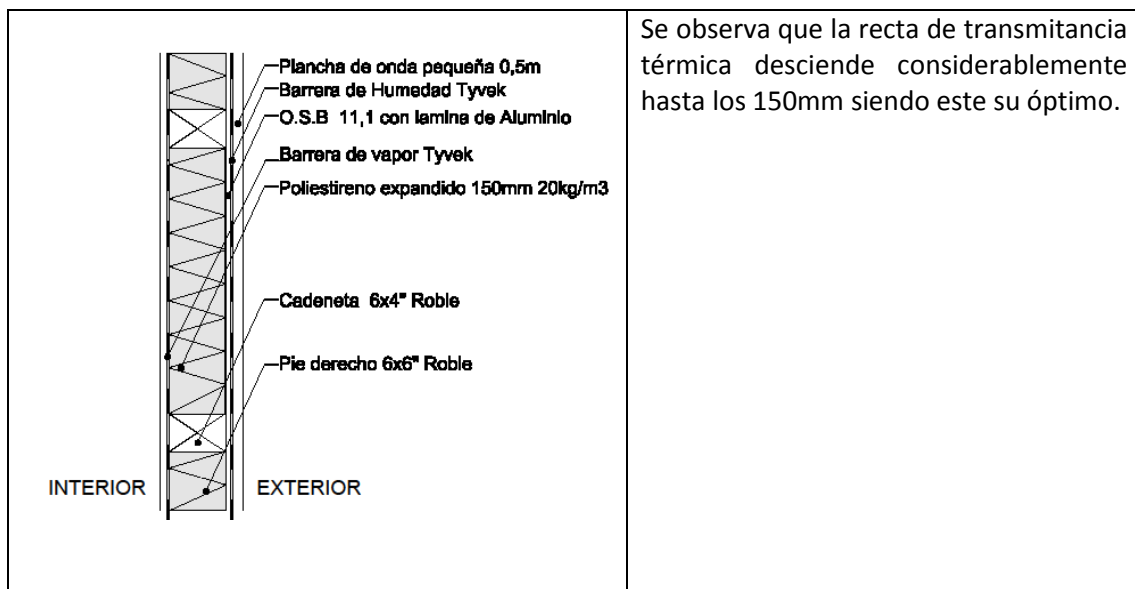 Plancha de onda pequeña 0,5m
Barrera de Humedad Tyvek
O.S.B 11,1 con lamina de Aluminio
Barrera de vapor Tyvek
Poliestireno expandido 150mm 20kg/m3
Cadeneta 6x4" Roble
Pie derecho 6x6" Roble
INTERIOR
EXTERIOR
Se observa que la recta de transmitancia
térmica desciende considerablemente
hasta los 150mm siendo este su óptimo.